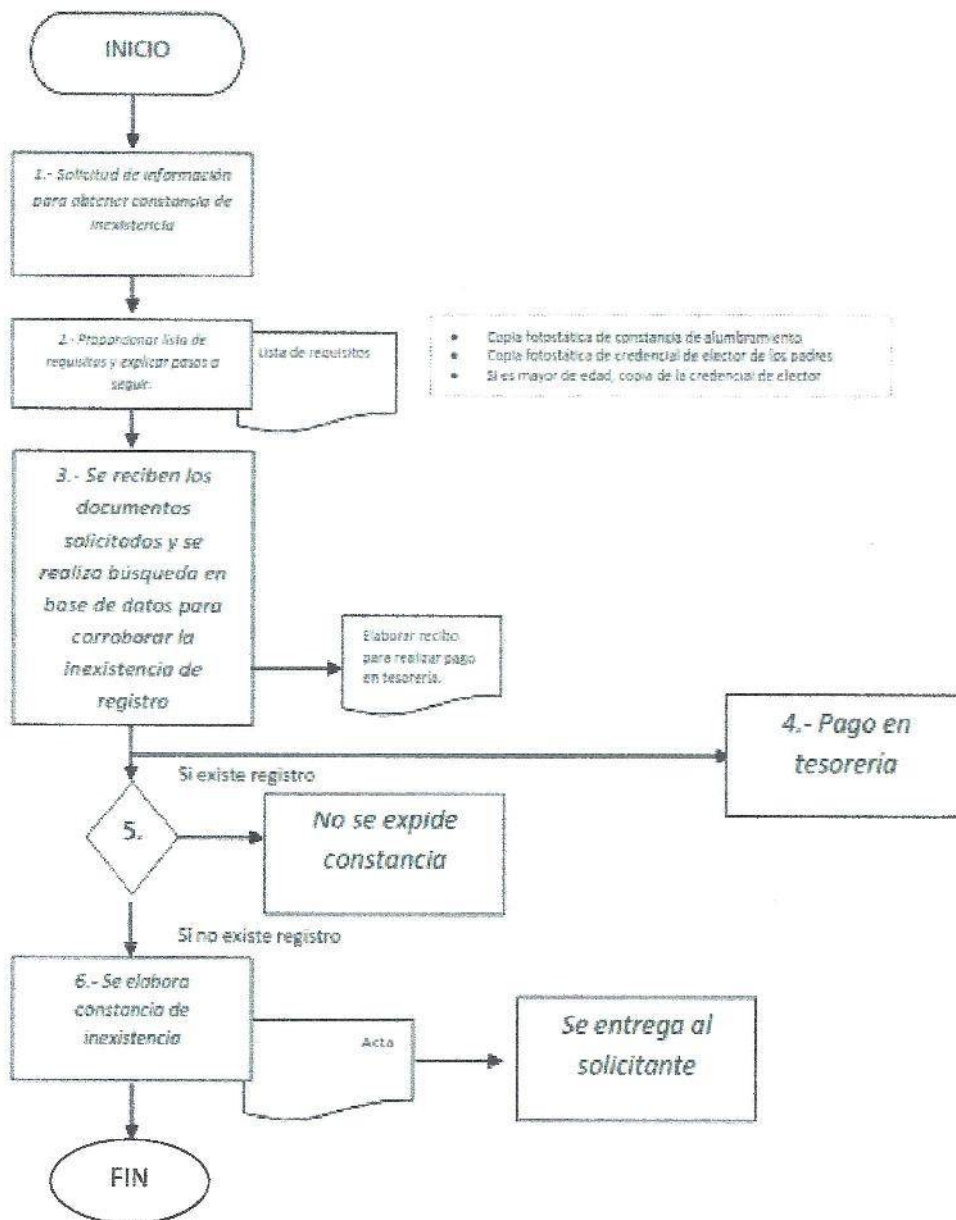 INICIO
1.- Solicitud de información
para obtener constancia de
inexistencia
2.- Proporcionar lista de
requisitos y explicar pasos a
seguir.
Lista de requisitos
• Copia fotostática de constancia de alumbramiento
• Copia fotostática de credencial de elector de los padres
• Si es mayor de edad, copia de la credencial de elector
3.- Se reciben los
documentos
solicitados y se
realiza búsqueda en
base de datos para
corroborar la
inexistencia de
registro
Elaborar recibo
para realizar pago
en tesorería.
4.- Pago en
tesorería
Si existe registro
5.
No se expide
constancia
Si no existe registro
6.- Se elabora
constancia de
inexistencia
Acta
Se entrega al
solicitante
FIN